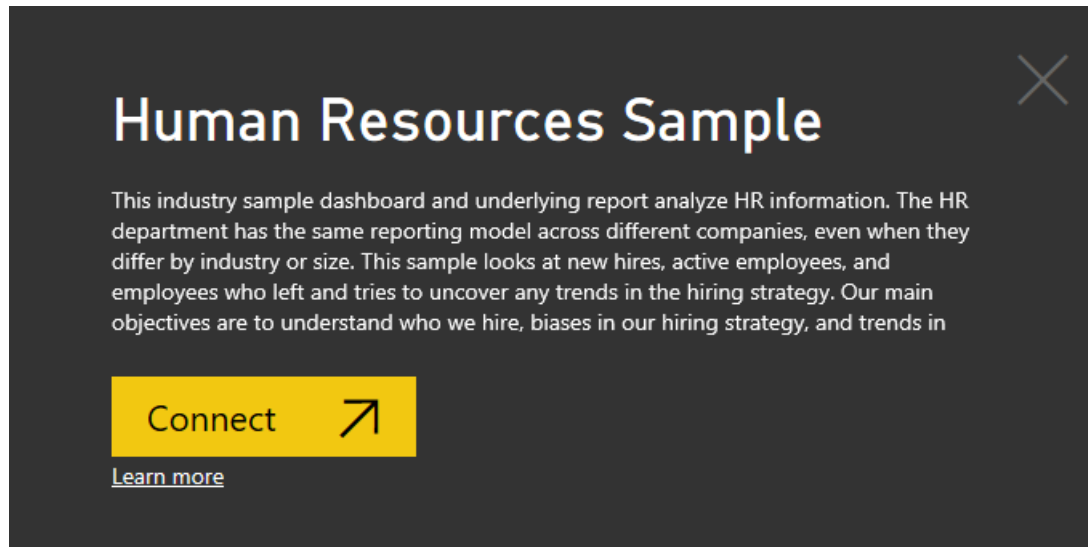 Human Resources Sample
This industry sample dashboard and underlying report analyze HR information. The HR
department has the same reporting model across different companies, even when they
differ by industry or size. This sample looks at new hires, active employees, and
employees who left and tries to uncover any trends in the hiring strategy. Our main
objectives are to understand who we hire, biases in our hiring strategy, and trends in
Connect
Learn more